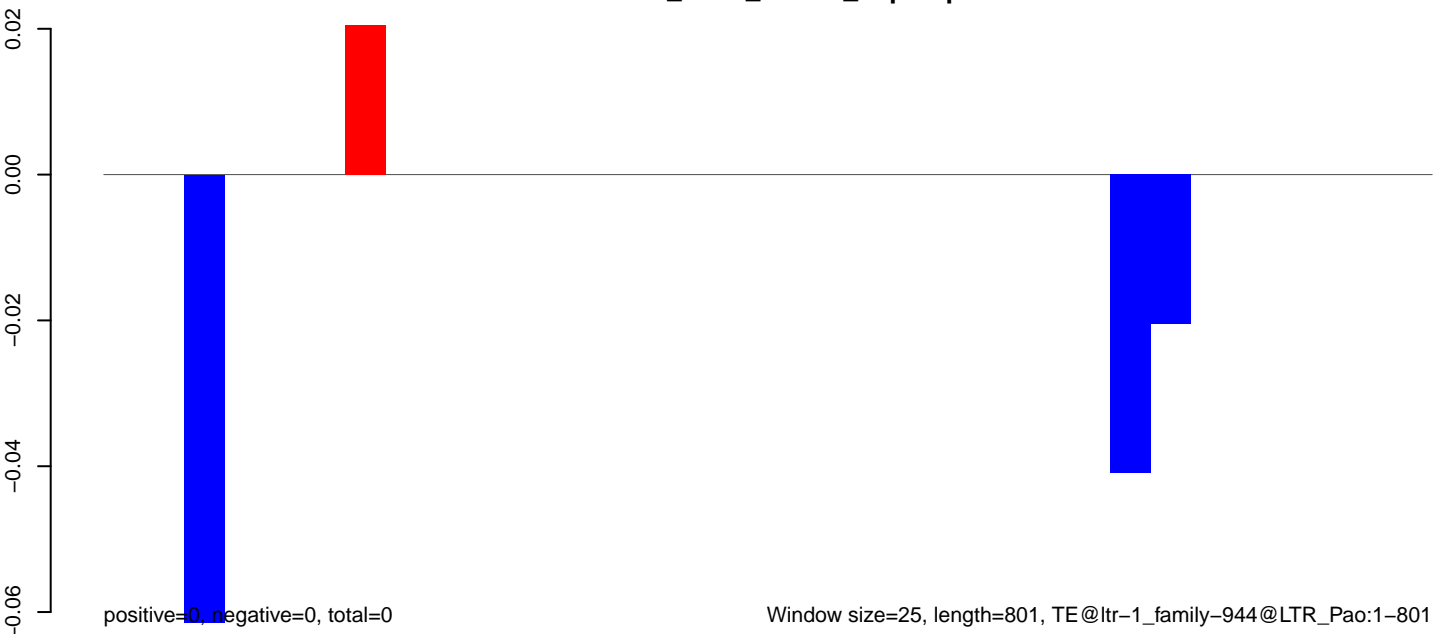 0.02
0.00
−0.02
−0.04
−0.06
positive=0, negative=0, total=0
Window size=25, length=801, TE@ltr−1_family−944@LTR_Pao:1−801